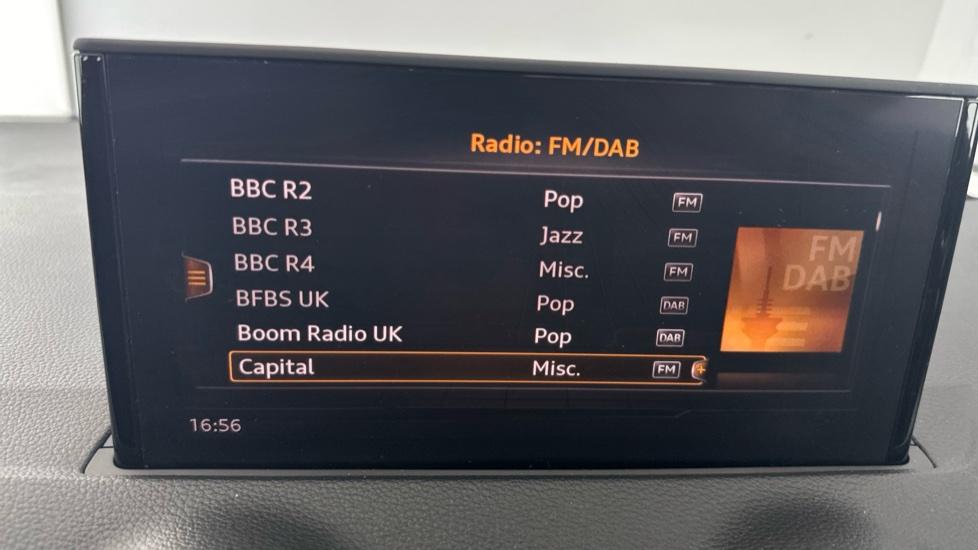 Radio: FM/DAB
BBC R2 Pop FM
BBC R3 Jazz FM
BBC R4 Misc. FM
BFBS UK Pop DAB
Boom Radio UK Pop DAB
Capital Misc. FM
FM
DAB
16:56